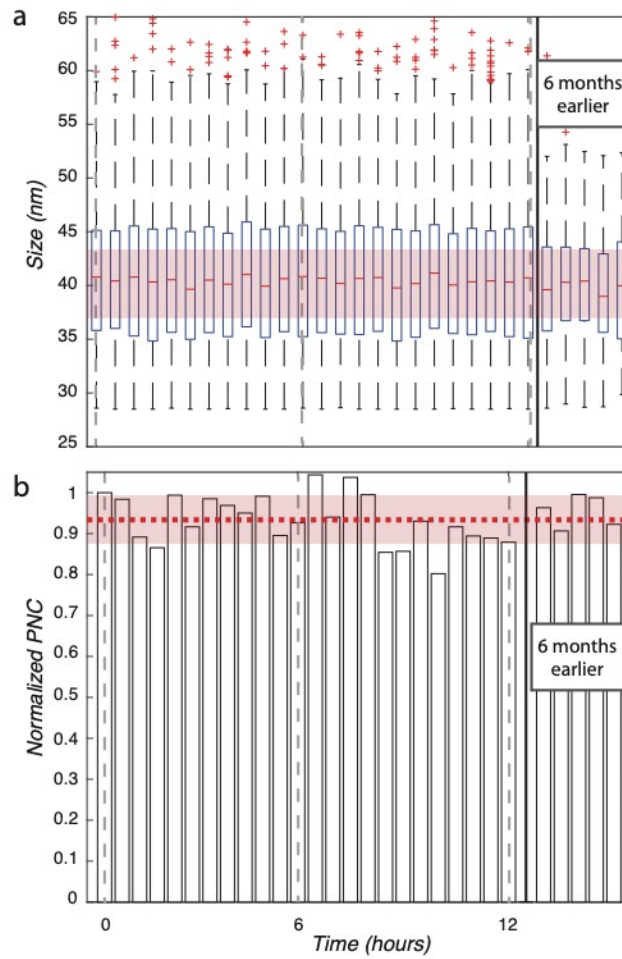 a
65
60
55
50
45
40
35
30
25
Size (nm)
6 months
earlier
b
1
0.9
0.8
0.7
0.6
0.5
0.4
0.3
0.2
0.1
0
Normalized PNC
6 months
earlier
0
6
12
Time (hours)